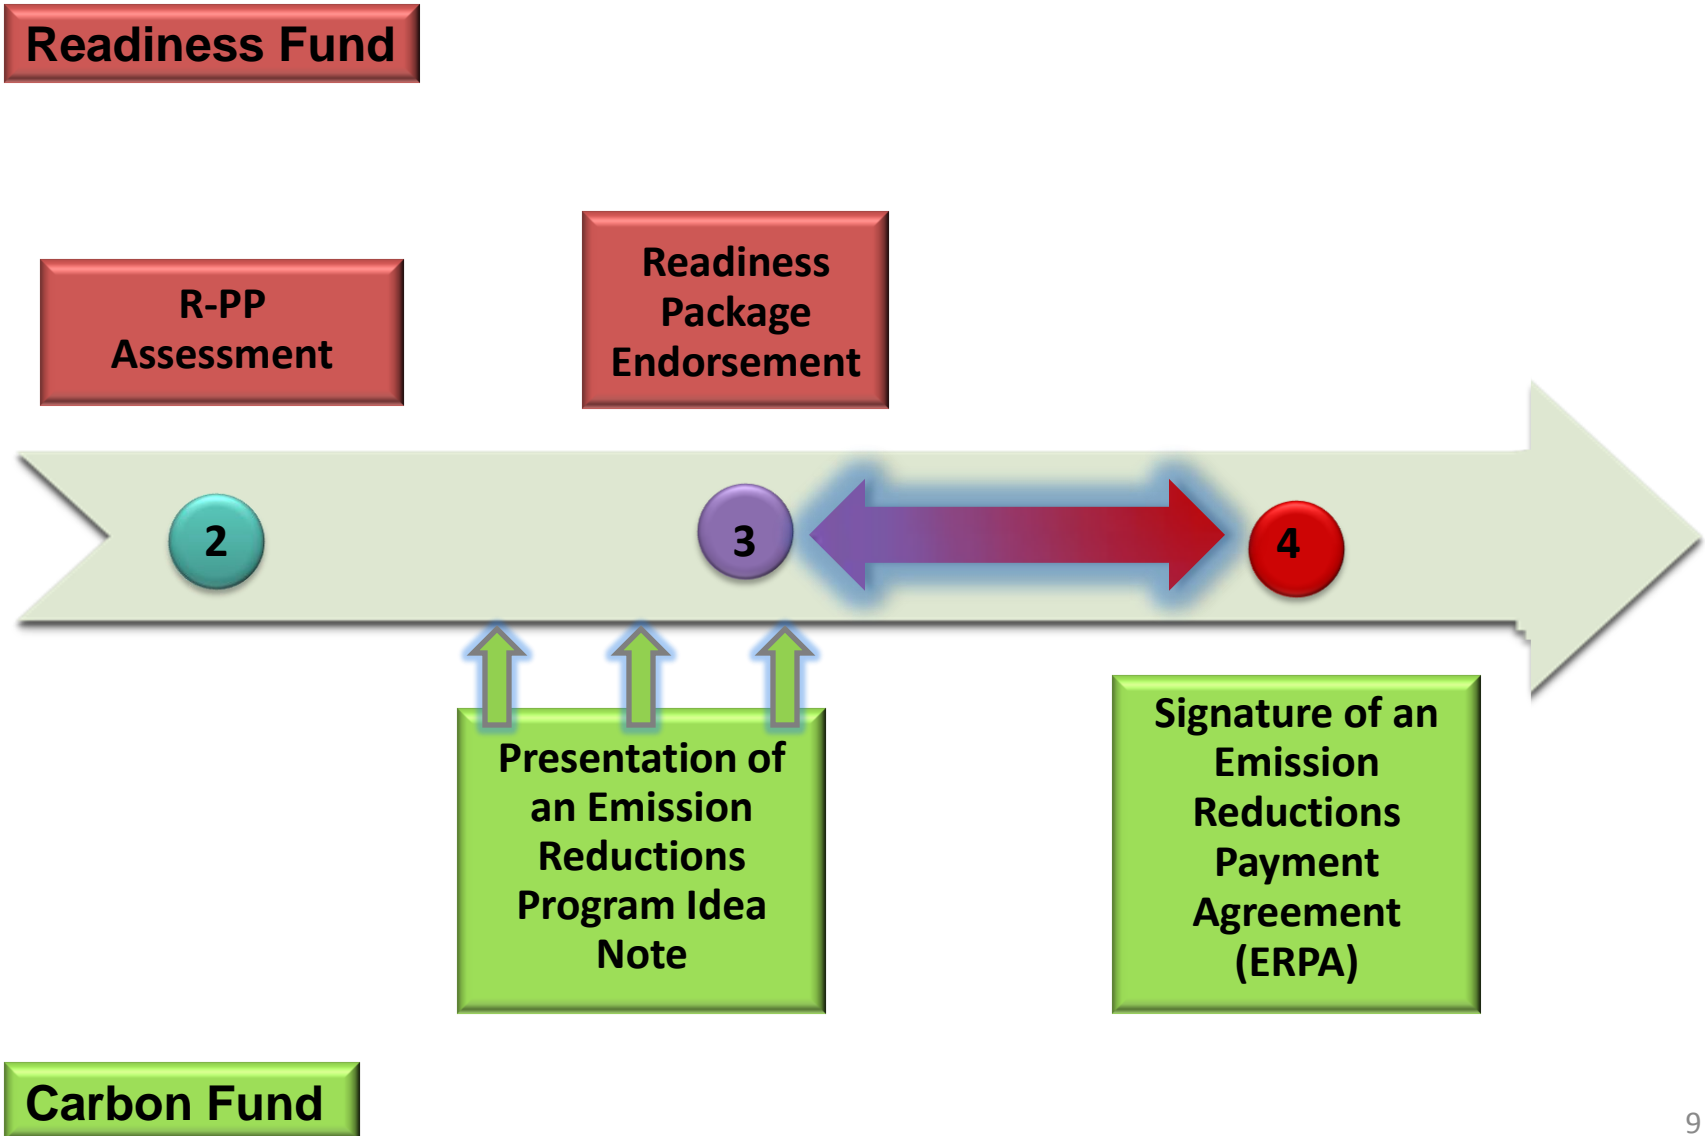 Readiness Fund
R-PP
Assessment
Readiness
Package
Endorsement
2
3
4
Presentation of
an Emission
Reductions
Program Idea
Note
Signature of an
Emission
Reductions
Payment
Agreement
(ERPA)
Carbon Fund
9